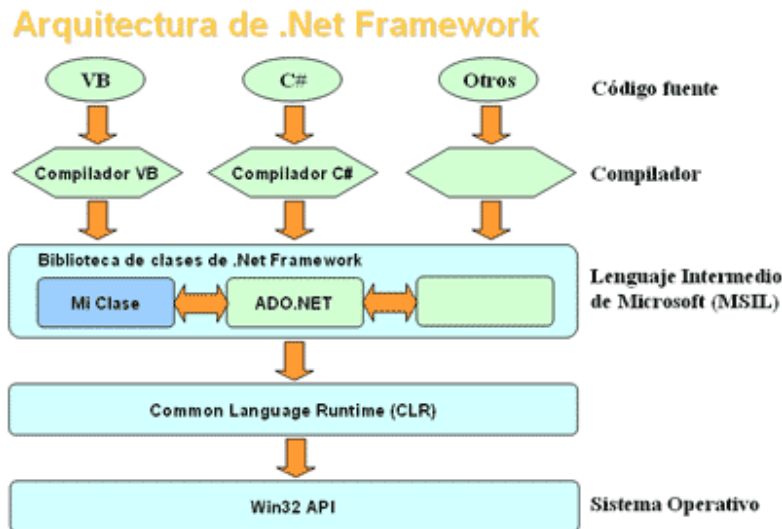 Arquitectura de .Net Framework
VB
C#
Otros
Código fuente
Compilador VB
Compilador C#
Compilador
Biblioteca de clases de .Net Framework
Mi Clase
ADO.NET
Lenguaje Intermedio
de Microsoft (MSIL)
Common Language Runtime (CLR)
Win32 API
Sistema Operativo